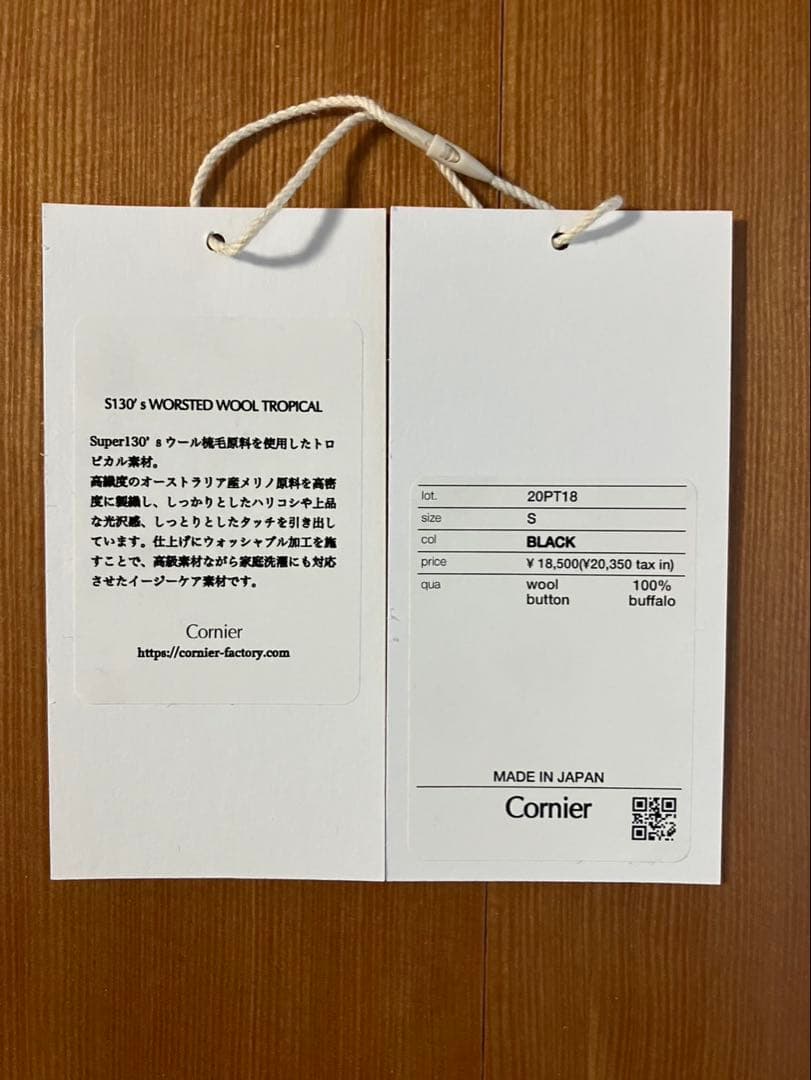 S130's WORSTED WOOL TROPICAL
Super130's ウール梳毛原料を使用したトロ
ピカル素材。
高繊度のオーストラリア産メリノ原料を高密
度に製織し、しっかりとしたハリコシや上品
な光沢感、しっとりとしたタッチを引き出し
ています。仕上げにウォッシャブル加工を施
すことで、高級素材ながら家庭洗濯にも対応
させたイージーケア素材です。
Cornier
https://cornier-factory.com
lot. 20PT18
size S
col BLACK
price ¥ 18,500(¥20,350 tax in)
qua wool 100%
button buffalo
MADE IN JAPAN
Cornier